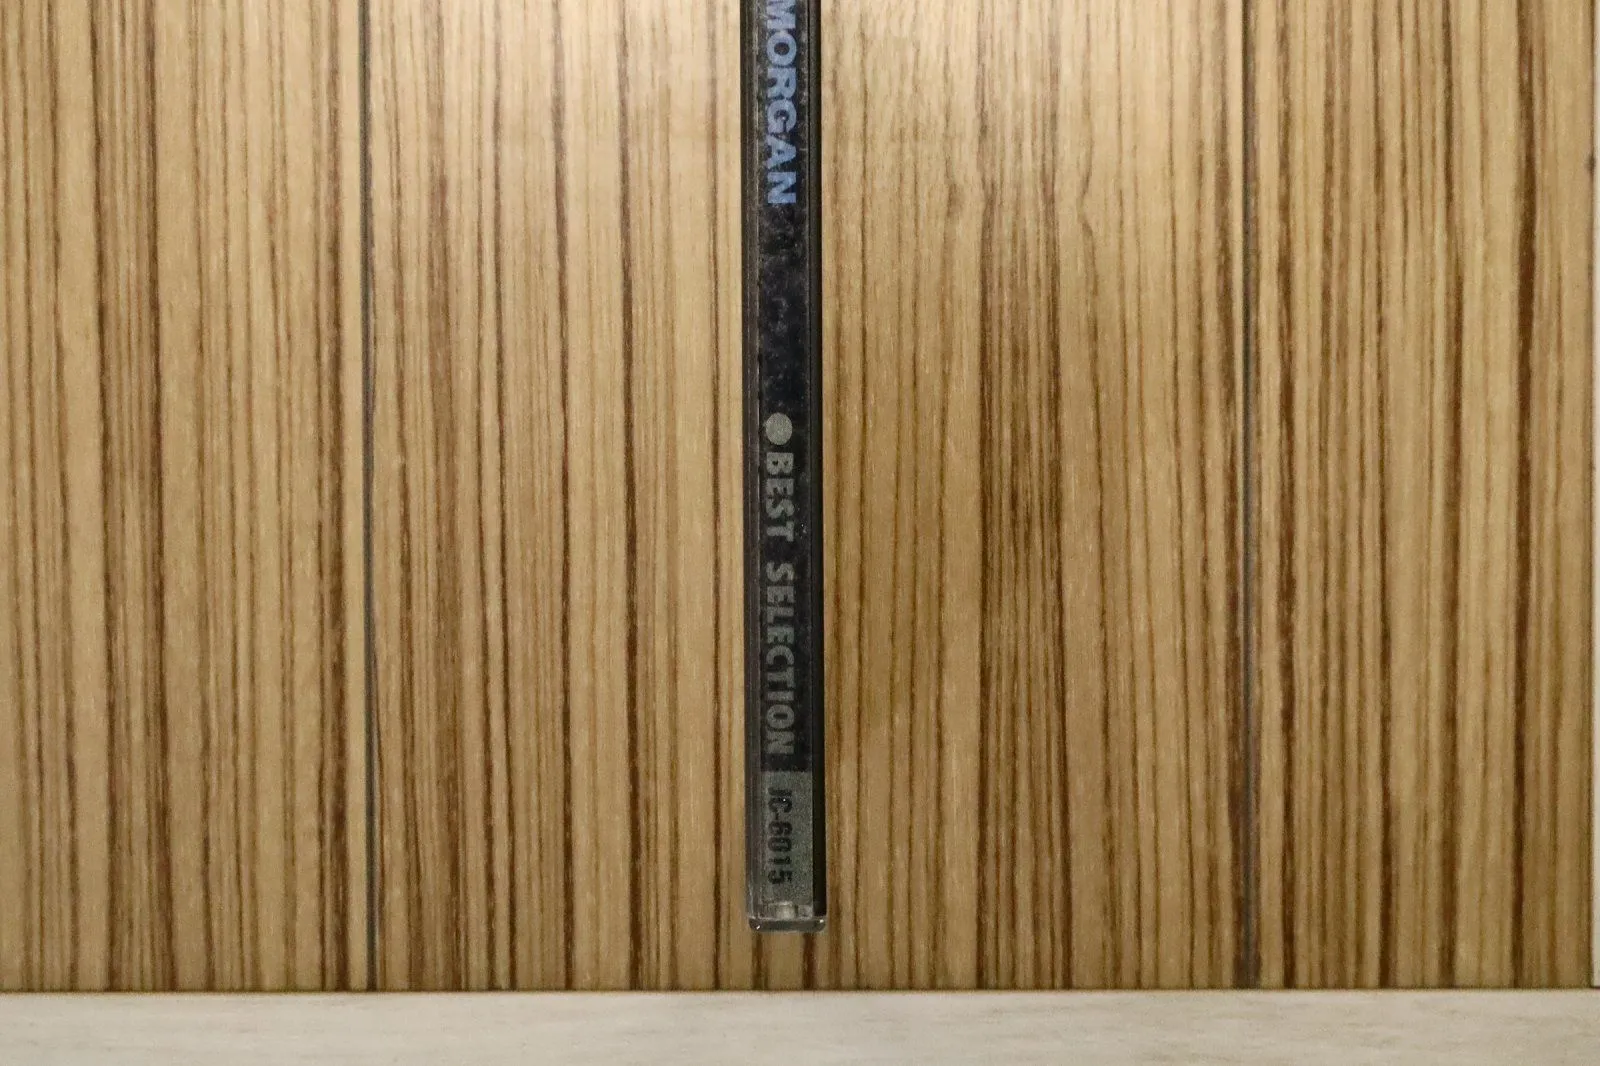 MORGAN
●BEST SELECTION
JC-6015